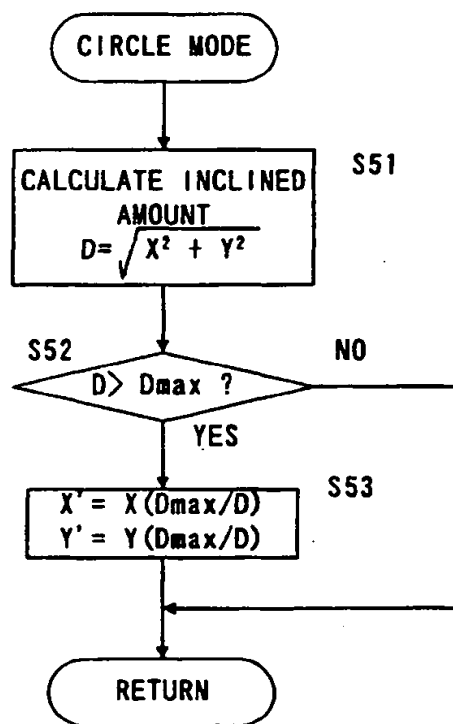 CIRCLE MODE
S51
CALCULATE INCLINED
AMOUNT
D=√X² + Y²
S52
NO
D> Dmax ?
YES
S53
X'= X(Dmax/D)
Y'= Y(Dmax/D)
RETURN